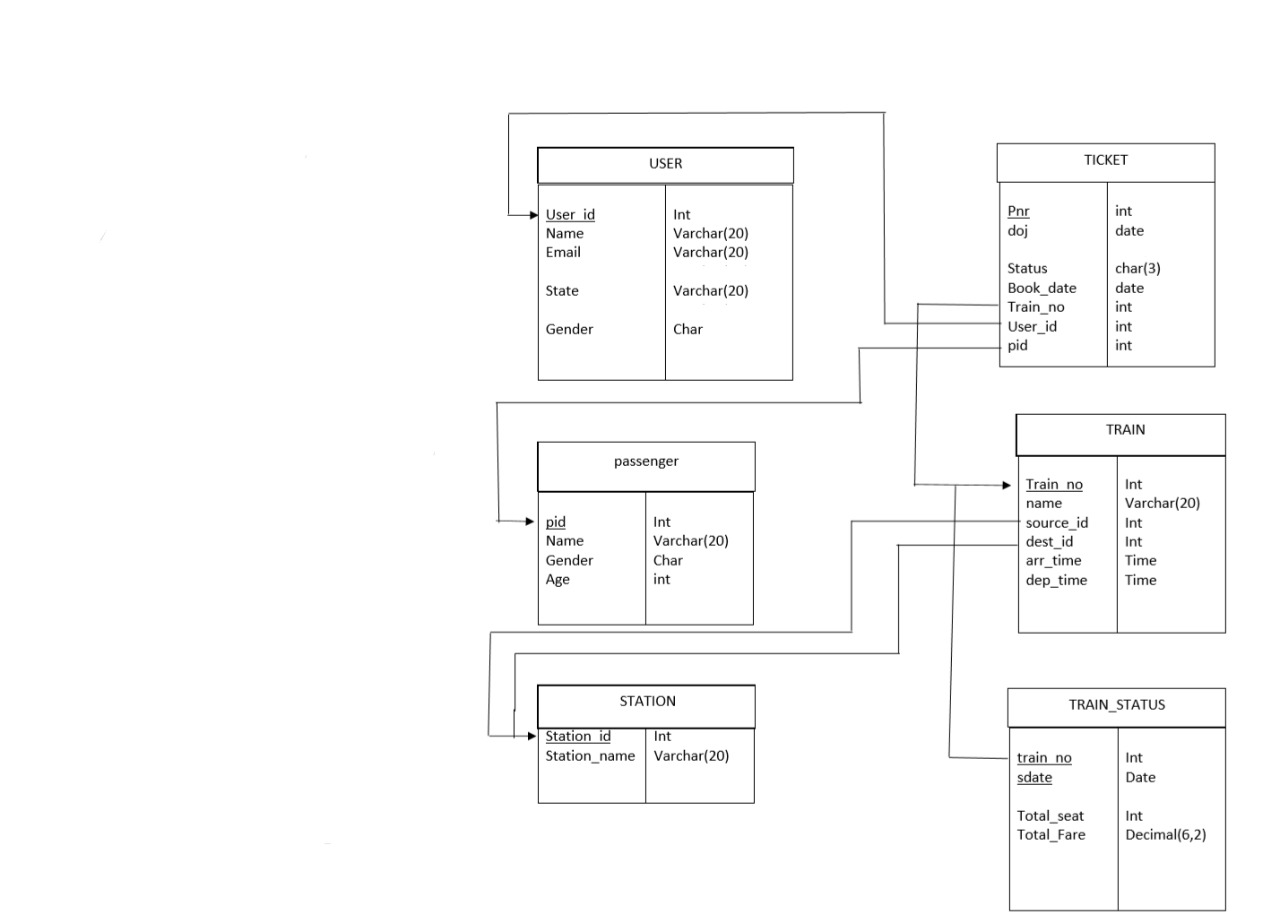 USER
User_id Int
Name Varchar(20)
Email Varchar(20)
State Varchar(20)
Gender Char
TICKET
Pnr int
doj date
Status char(3)
Book_date date
Train_no int
User_id int
pid int
passenger
pid Int
Name Varchar(20)
Gender Char
Age int
TRAIN
Train_no Int
name Varchar(20)
source_id Int
dest_id Int
arr_time Time
dep_time Time
STATION
Station_id Int
Station_name Varchar(20)
TRAIN_STATUS
train_no Int
sdate Date
Total_seat Int
Total_Fare Decimal(6,2)